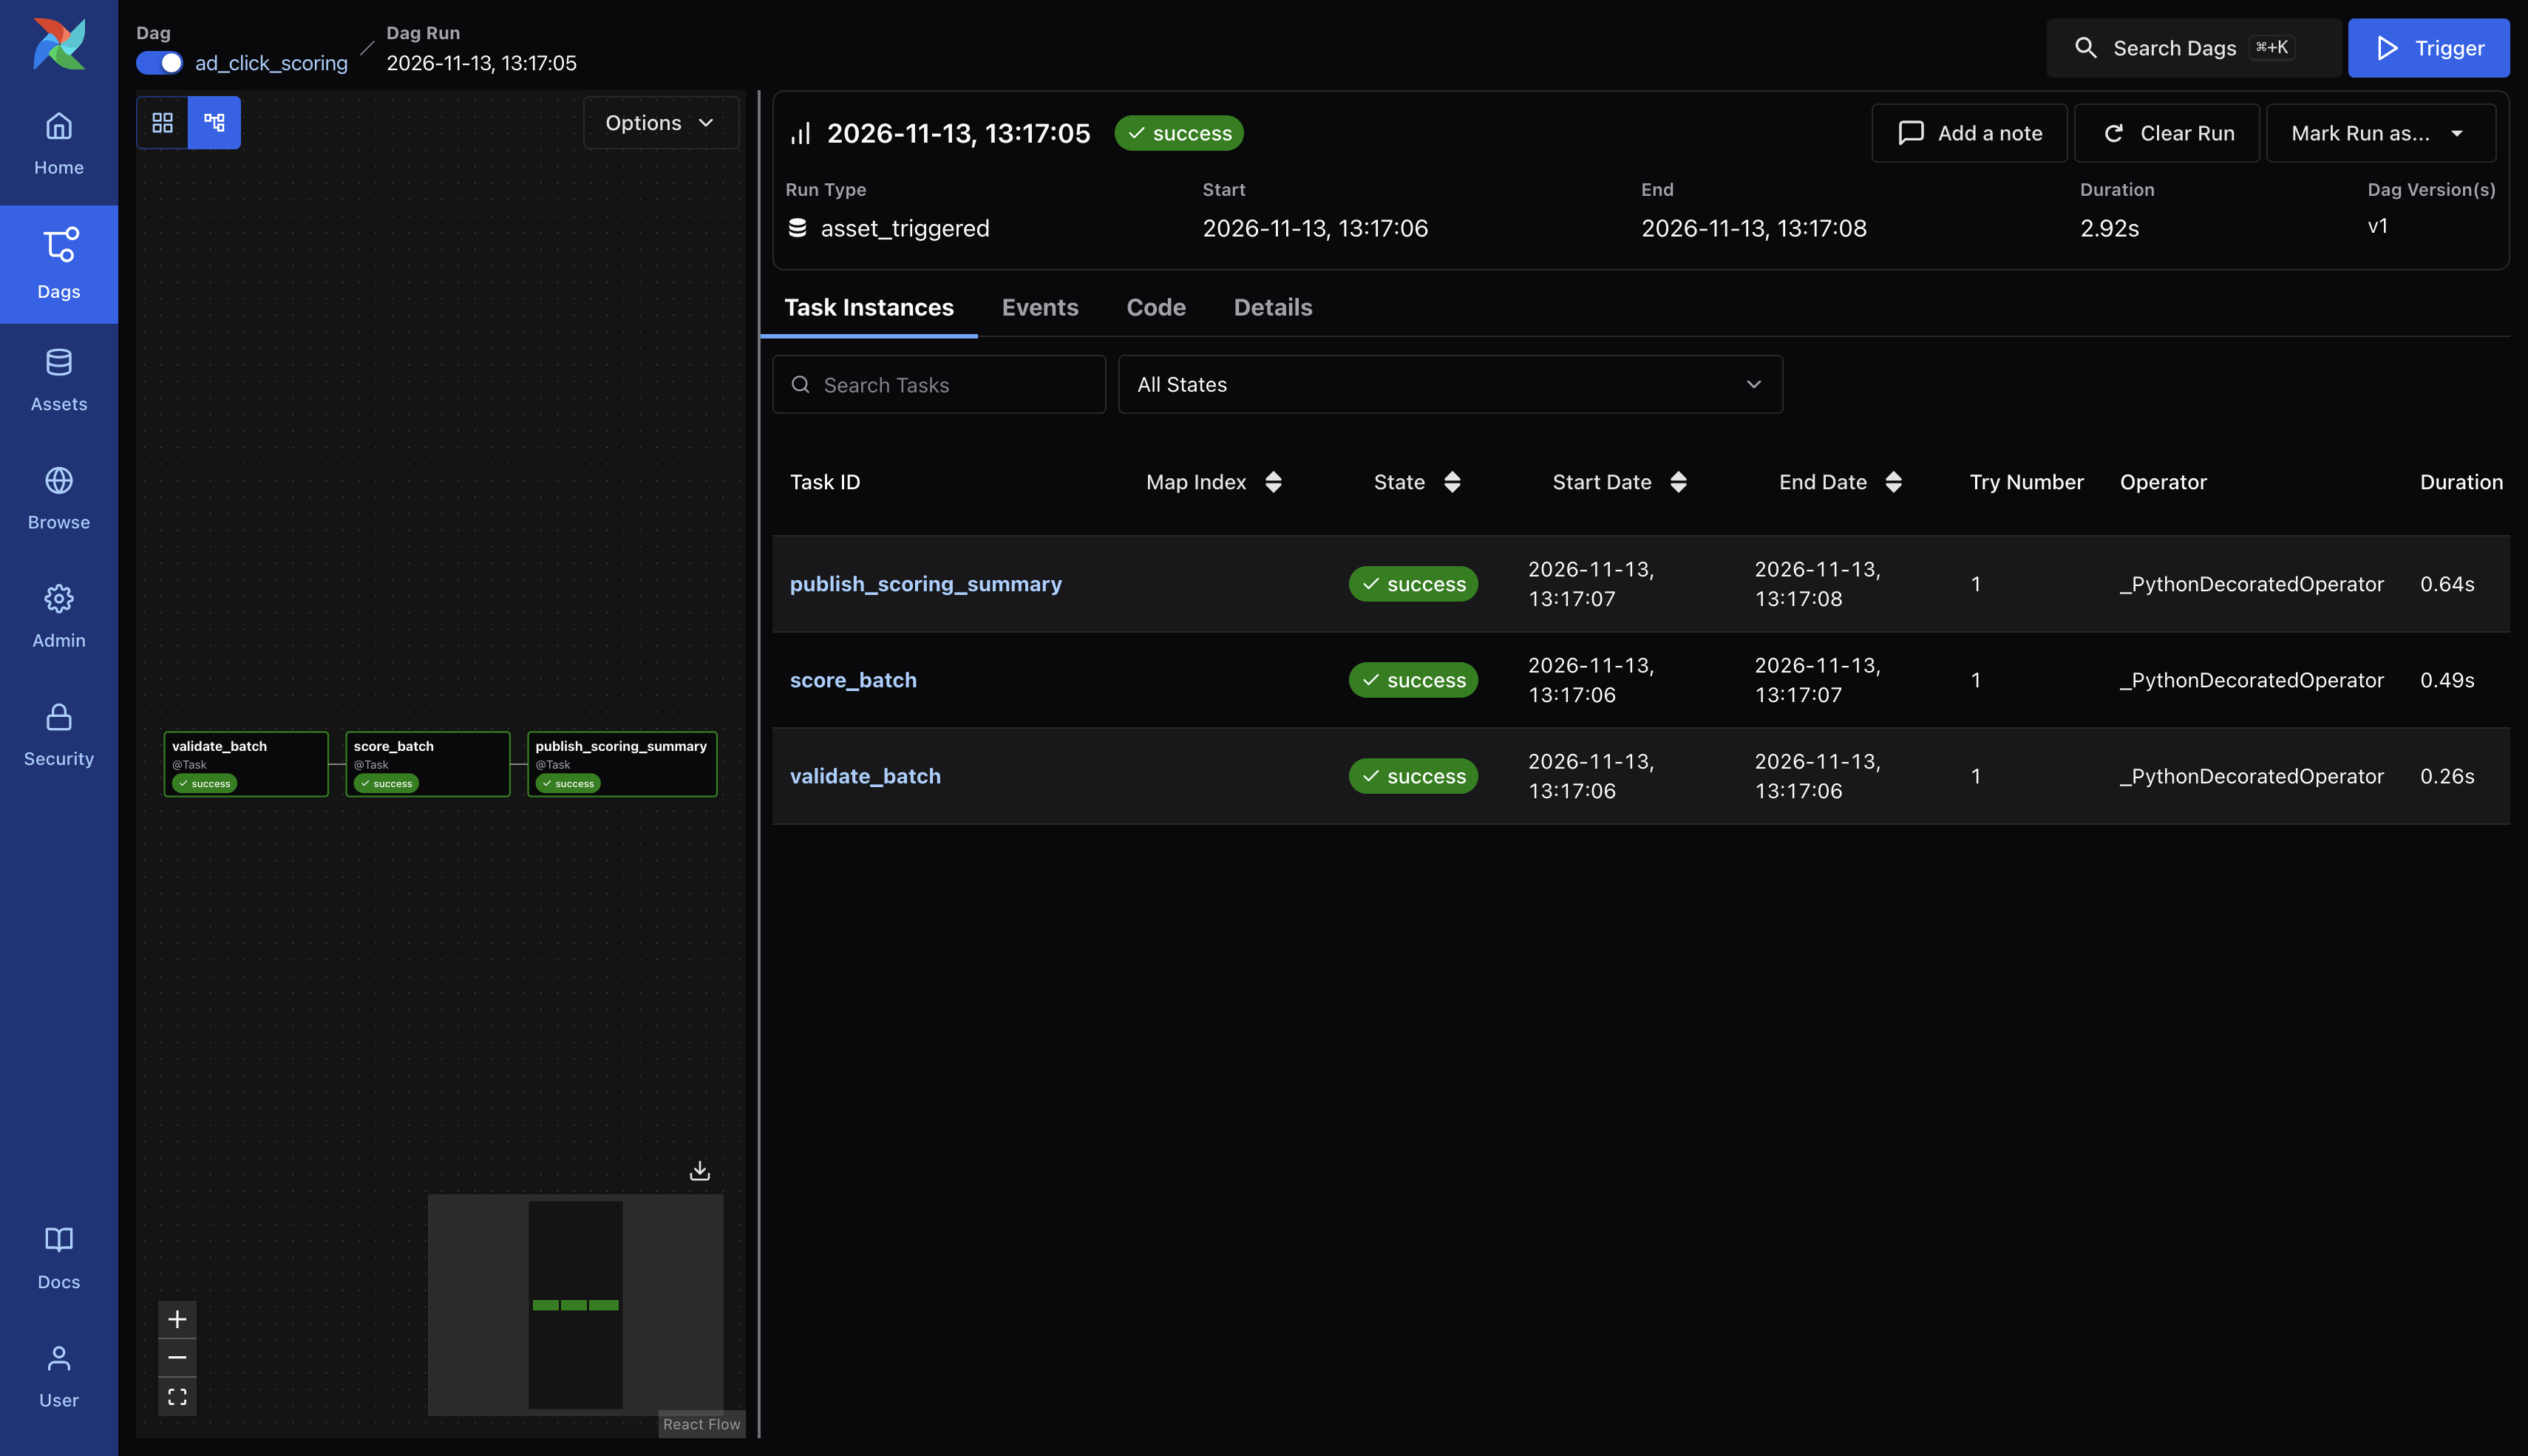 Dag
ad_click_scoring
Dag Run
2026-11-13, 13:17:05
Search Dags ⌘+K
Trigger
Home
Dags
Assets
Browse
Admin
Security
Docs
User
Options
validate_batch
@Task
success
score_batch
@Task
success
publish_scoring_summary
@Task
success
React Flow
2026-11-13, 13:17:05 success
Add a note
Clear Run
Mark Run as...
Run Type Start End Duration Dag Version(s)
asset_triggered 2026-11-13, 13:17:06 2026-11-13, 13:17:08 2.92s v1
Task Instances Events Code Details
Search Tasks
All States
Task ID Map Index State Start Date End Date Try Number Operator Duration
publish_scoring_summary success 2026-11-13, 13:17:07 2026-11-13, 13:17:08 1 _PythonDecoratedOperator 0.64s
score_batch success 2026-11-13, 13:17:06 2026-11-13, 13:17:07 1 _PythonDecoratedOperator 0.49s
validate_batch success 2026-11-13, 13:17:06 2026-11-13, 13:17:06 1 _PythonDecoratedOperator 0.26s